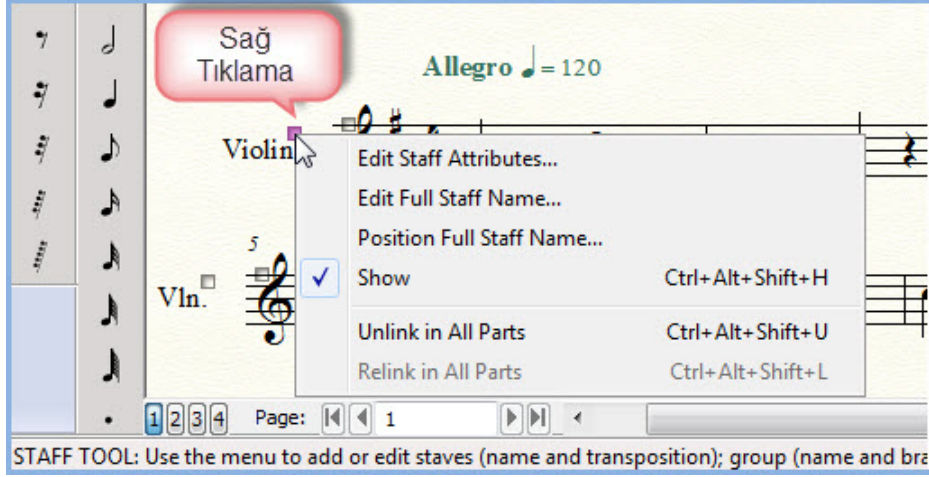 Sağ
Tıklama
Allegro = 120
Violin
Edit Staff Attributes...
Edit Full Staff Name...
Position Full Staff Name...
Show Ctrl+Alt+Shift+H
5
Vln.
Unlink in All Parts Ctrl+Alt+Shift+U
Relink in All Parts Ctrl+Alt+Shift+L
1 2 3 4 Page: 1
STAFF TOOL: Use the menu to add or edit staves (name and transposition); group (name and bra